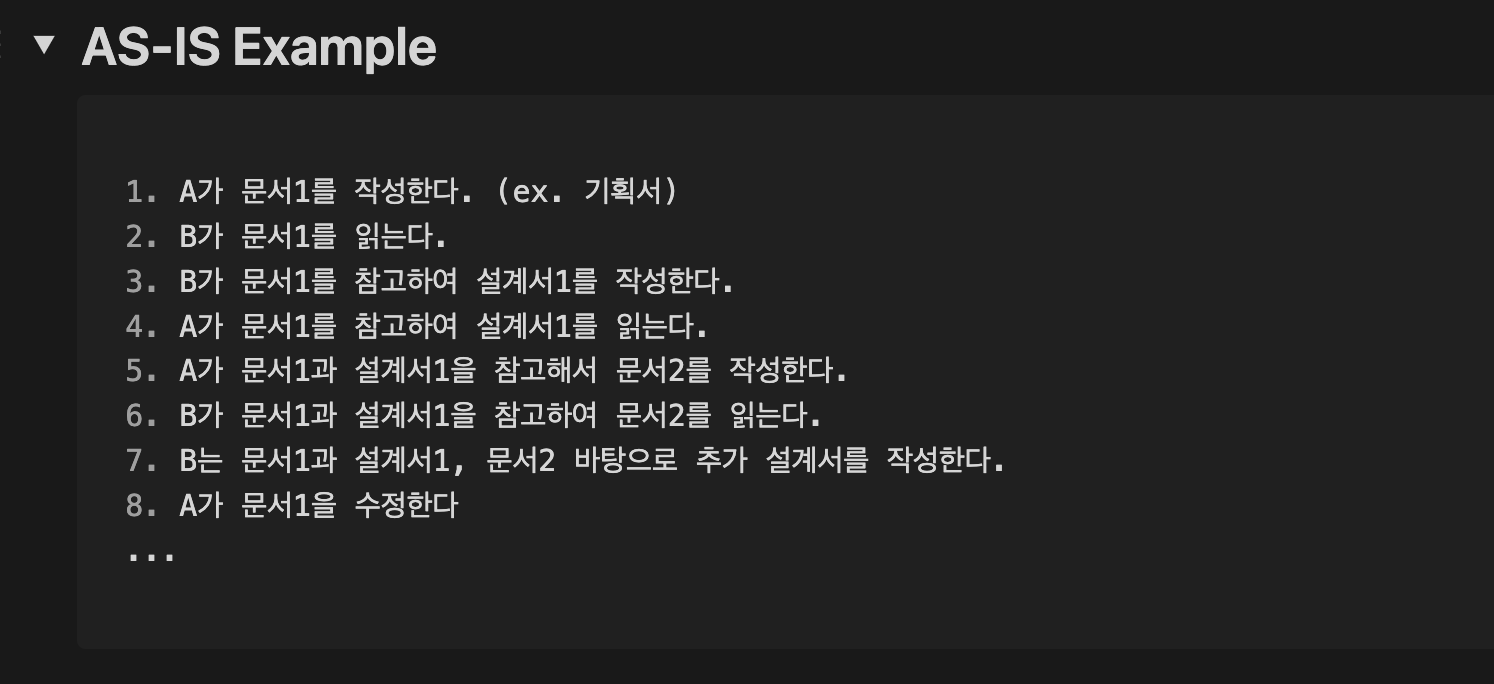 AS-IS Example
1. A가 문서1를 작성한다. (ex. 기획서)
2. B가 문서1를 읽는다.
3. B가 문서1를 참고하여 설계서1를 작성한다.
4. A가 문서1를 참고하여 설계서1를 읽는다.
5. A가 문서1과 설계서1을 참고해서 문서2를 작성한다.
6. B가 문서1과 설계서1을 참고하여 문서2를 읽는다.
7. B는 문서1과 설계서1, 문서2 바탕으로 추가 설계서를 작성한다.
8. A가 문서1을 수정한다
...